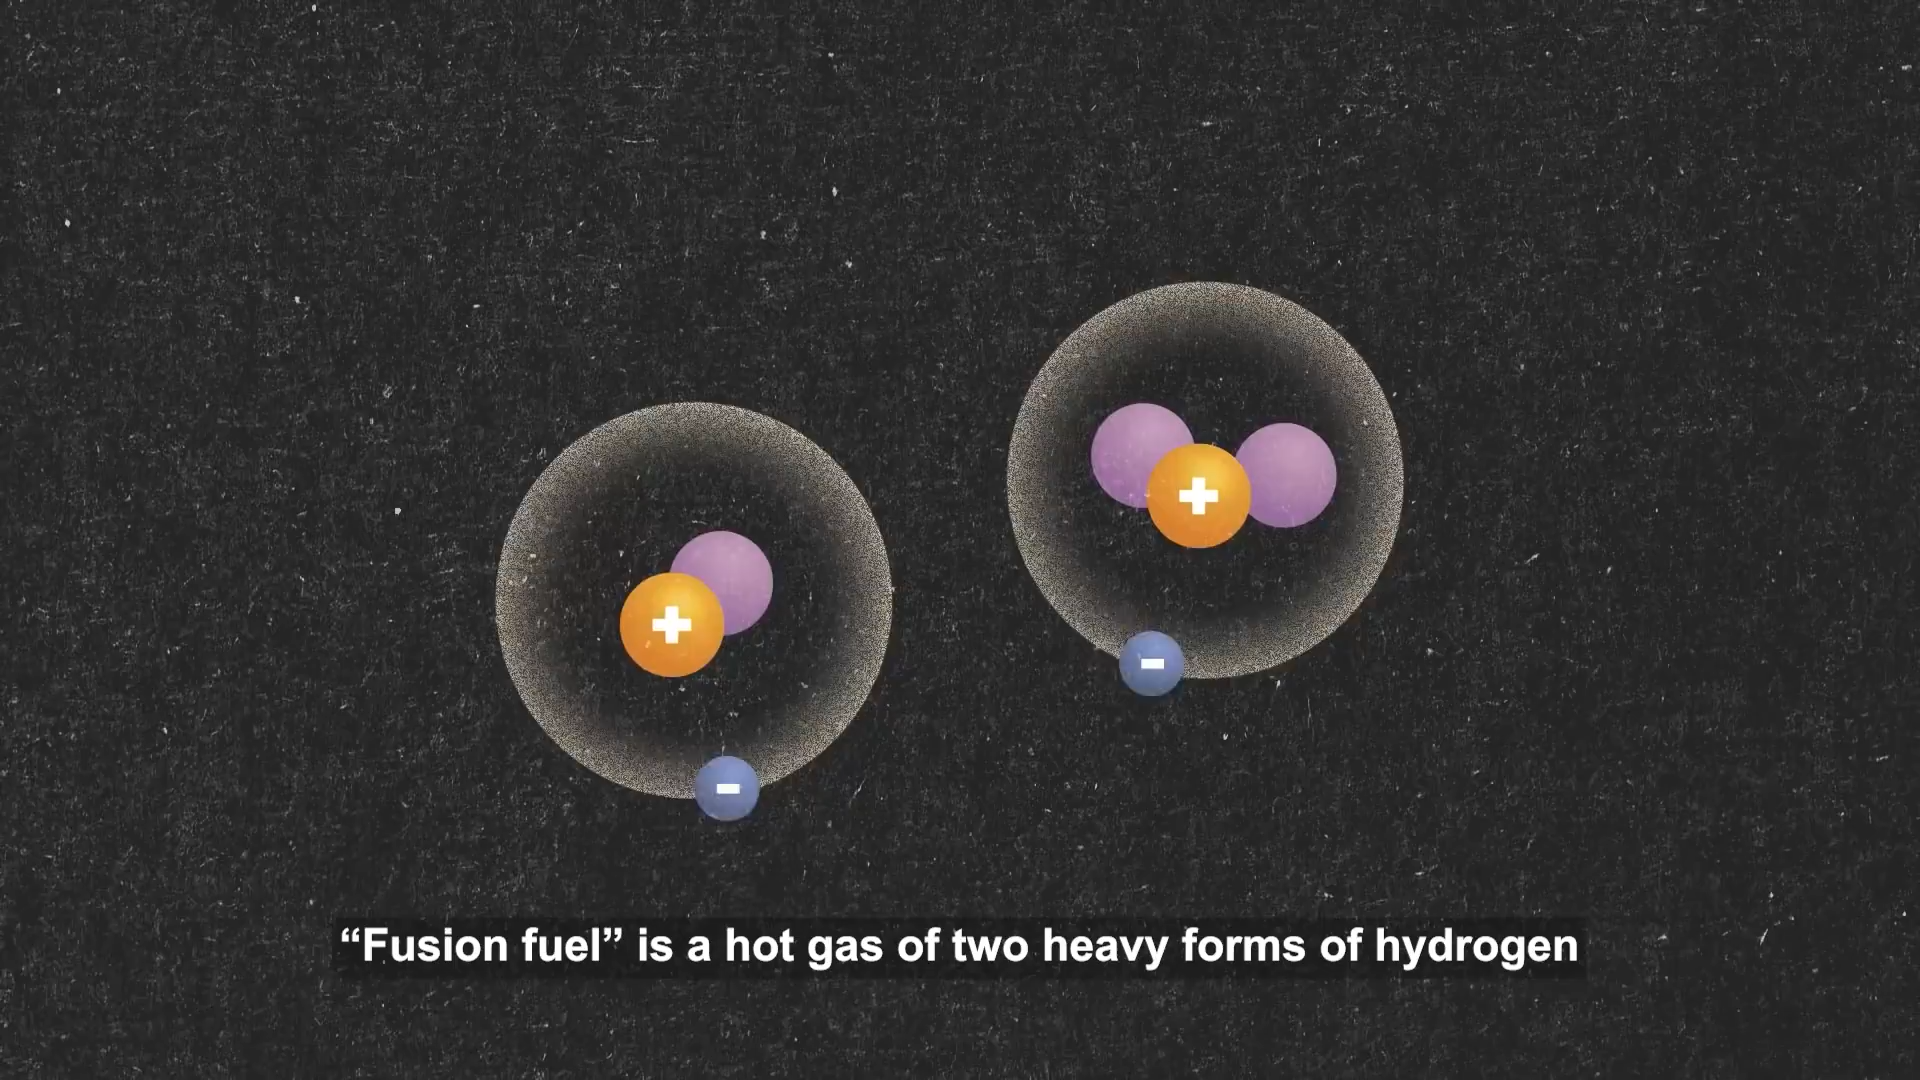 “Fusion fuel” is a hot gas of two heavy forms of hydrogen